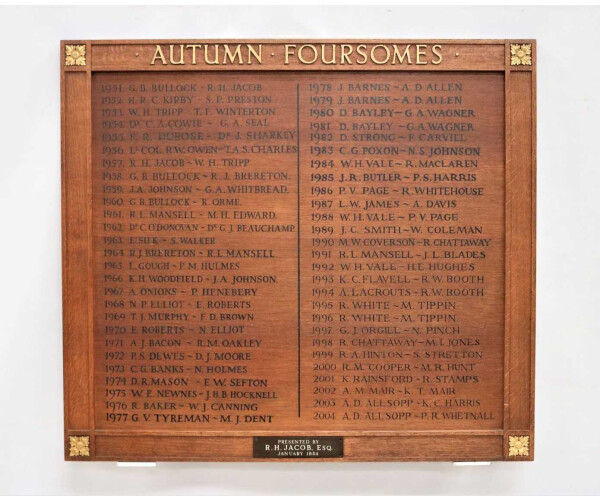 · AUTUMN · FOURSOMES ·
1951. G. B. BULLOCK ~ R. H. JACOB.
1952. H. R. C. KIRBY ~ S. F. PRESTON
1953. W. H. TRIPP ~ T. F. WINTERTON
1954. Dr C. A. COWIE ~ G. A. SEAL
1955. F. R. DUBOSE ~ Dr J. SHARKEY
1956. Lt COL. R.W. OWEN~T.A.S. CHARLES
1957. R. H. JACOB ~ W. H. TRIPP
1958. G. B. BULLOCK ~ R. J. BRERETON.
1959. J.A. JOHNSON ~ G. A. WHITBREAD.
1960. G. B. BULLOCK ~ R. ORME.
1961. R. L. MANSELL ~ M. H. EDWARD.
1962. Dr C. O'DONOVAN ~ Dr G. J. BEAUCHAMP
1963. J. SUIK ~ S. WALKER
1964. R. J. BRERETON ~ R. L. MANSELL
1965. L. GOUGH ~ P. M. HULMES
1966. K. H. WOODFIELD ~ J. A. JOHNSON.
1967. A. ONIONS ~ P. HENEBERY
1968. N. P. ELLIOT ~ E. ROBERTS
1969. T. J. MURPHY ~ F. D. BROWN
1970 E. ROBERTS ~ N. ELLIOT
1971 A. J. BACON ~ R. M. OAKLEY
1972 P. S. DEWES ~ D. J. MOORE
1973 C. G. BANKS ~ N. HOLMES
1974 D. R. MASON ~ E. W. SEFTON
1975 W. E. NEWNES ~ J. H. B. HOCKNELL
1976 R. BAKER ~ W. J. CANNING
1977 G. V. TYREMAN ~ M. J. DENT
1978 J. BARNES ~ A. D. ALLEN
1979 J. BARNES ~ A. D. ALLEN
1980 D. BAYLEY ~ G. A. WAGNER
1981 D. BAYLEY ~ G. A. WAGNER
1982 D. STRONG ~ F. CARVILL
1983 C. G. POXON ~ N. S. JOHNSON
1984 W. H. VALE ~ R. MACLAREN
1985 J. R. BUTLER ~ P. S. HARRIS
1986 P. V. PAGE ~ R. WHITEHOUSE
1987 L. W. JAMES ~ A. DAVIS
1988 W. H. VALE ~ P. V. PAGE
1989 J. C. SMITH ~ W. COLEMAN
1990 M. W. COVERSON ~ R. CHATTAWAY
1991 R. L. MANSELL ~ J. L. BLADES
1992 W. H. VALE ~ H. E. HUGHES
1993 K. C. FLAVELL ~ R. W. BOOTH
1994 A. LACROUTS ~ R. W. BOOTH
1995 R. WHITE ~ M. TIPPIN
1996 R. WHITE ~ M. TIPPIN
1997 G. J. ORGILL ~ N. PINCH
1998 R. CHATTAWAY ~ M. I. JONES
1999 R. A. HINTON ~ S. STRETTON
2000 R. M. COOPER ~ M. R. HUNT
2001 K. RAINSFORD ~ R. STAMPS
2002 A. M. MAIR ~ K. T. MAIR
2003 A. D. ALLSOPP ~ K. C. HARRIS
2004 A. D. ALLSOPP ~ P. R. WHETNALL
PRESENTED BY
R. H. JACOB, ESQ.
JANUARY 1954